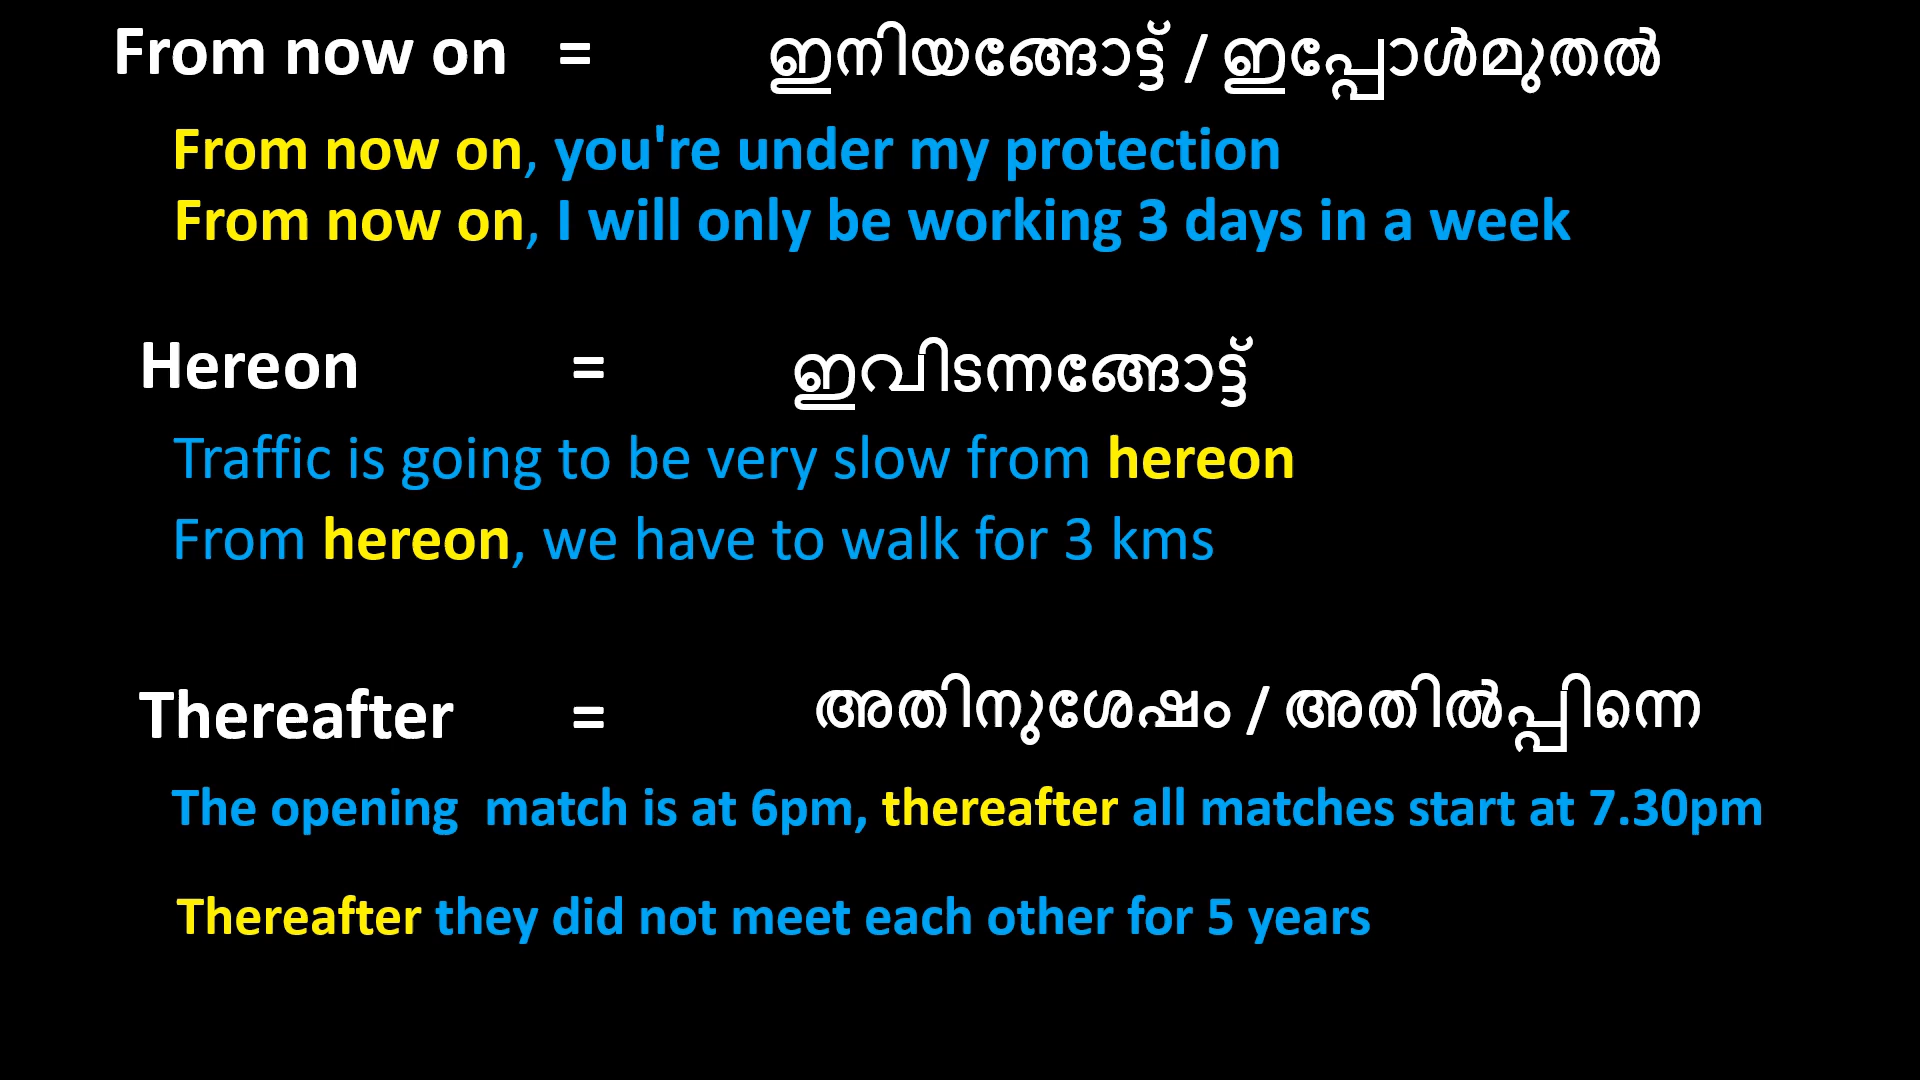 From now on = ഇനിയങ്ങോട്ട് / ഇപ്പോൾമുതൽ
From now on, you're under my protection
From now on, I will only be working 3 days in a week
Hereon = ഇവിടന്നങ്ങോട്ട്
Traffic is going to be very slow from hereon
From hereon, we have to walk for 3 kms
Thereafter = അതിനുശേഷം / അതിൽപ്പിന്നെ
The opening  match is at 6pm, thereafter all matches start at 7.30pm
Thereafter they did not meet each other for 5 years